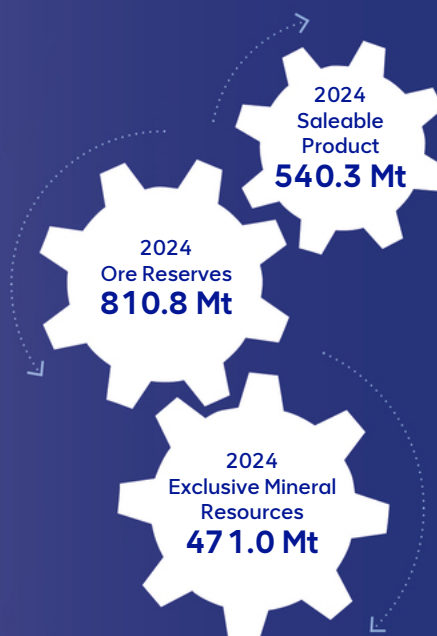 2024
Saleable
Product
540.3 Mt
2024
Ore Reserves
810.8 Mt
2024
Exclusive Mineral
Resources
471.0 Mt